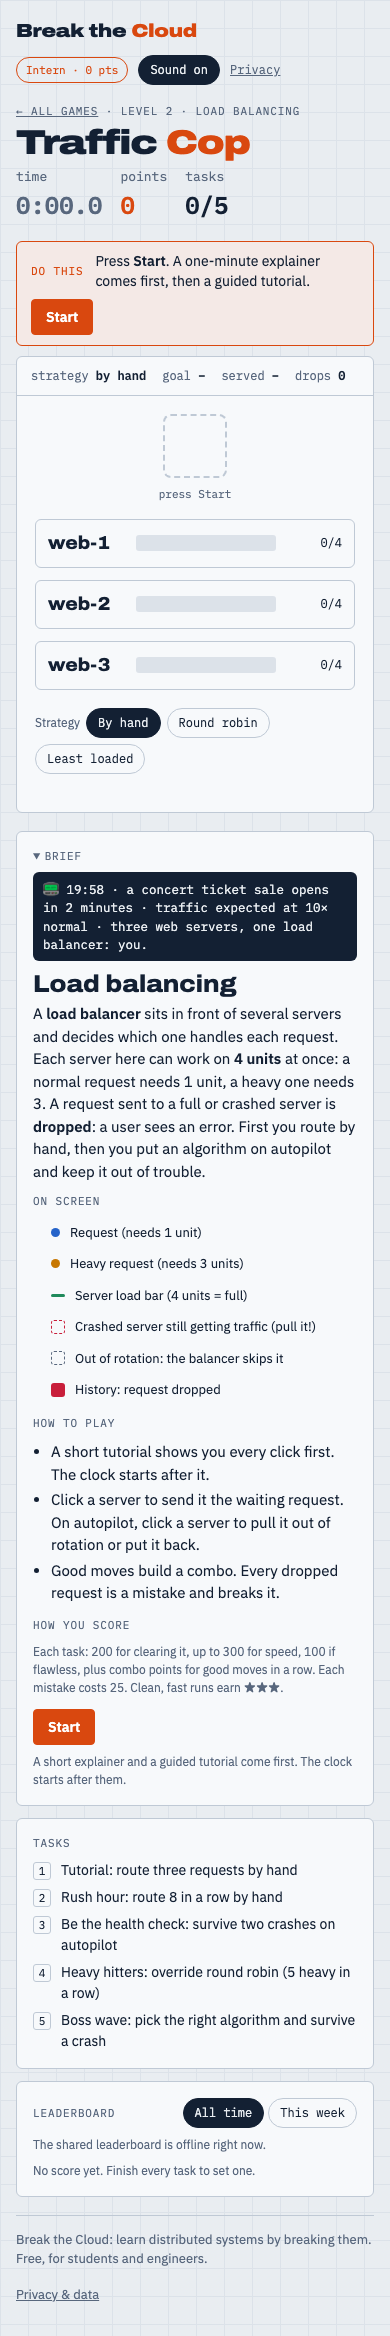 Break the Cloud
Intern · 0 pts Sound on Privacy
← ALL GAMES · LEVEL 2 · LOAD BALANCING
Traffic Cop
time points tasks
0:00.0 0 0/5
DO THIS Press Start. A one-minute explainer
comes first, then a guided tutorial.
Start
strategy by hand goal – served – drops 0
press Start
web-1 0/4
web-2 0/4
web-3 0/4
Strategy By hand Round robin
Least loaded
▼ BRIEF
19:58 · a concert ticket sale opens
in 2 minutes · traffic expected at 10×
normal · three web servers, one load
balancer: you.
Load balancing
A load balancer sits in front of several servers
and decides which one handles each request.
Each server here can work on 4 units at once: a
normal request needs 1 unit, a heavy one needs
3. A request sent to a full or crashed server is
dropped: a user sees an error. First you route by
hand, then you put an algorithm on autopilot
and keep it out of trouble.
ON SCREEN
Request (needs 1 unit)
Heavy request (needs 3 units)
Server load bar (4 units = full)
Crashed server still getting traffic (pull it!)
Out of rotation: the balancer skips it
History: request dropped
HOW TO PLAY
• A short tutorial shows you every click first.
The clock starts after it.
• Click a server to send it the waiting request.
On autopilot, click a server to pull it out of
rotation or put it back.
• Good moves build a combo. Every dropped
request is a mistake and breaks it.
HOW YOU SCORE
Each task: 200 for clearing it, up to 300 for speed, 100 if
flawless, plus combo points for good moves in a row. Each
mistake costs 25. Clean, fast runs earn ★★★.
Start
A short explainer and a guided tutorial come first. The clock
starts after them.
TASKS
1 Tutorial: route three requests by hand
2 Rush hour: route 8 in a row by hand
3 Be the health check: survive two crashes on
autopilot
4 Heavy hitters: override round robin (5 heavy in
a row)
5 Boss wave: pick the right algorithm and survive
a crash
LEADERBOARD All time This week
The shared leaderboard is offline right now.
No score yet. Finish every task to set one.
Break the Cloud: learn distributed systems by breaking them.
Free, for students and engineers.
Privacy & data